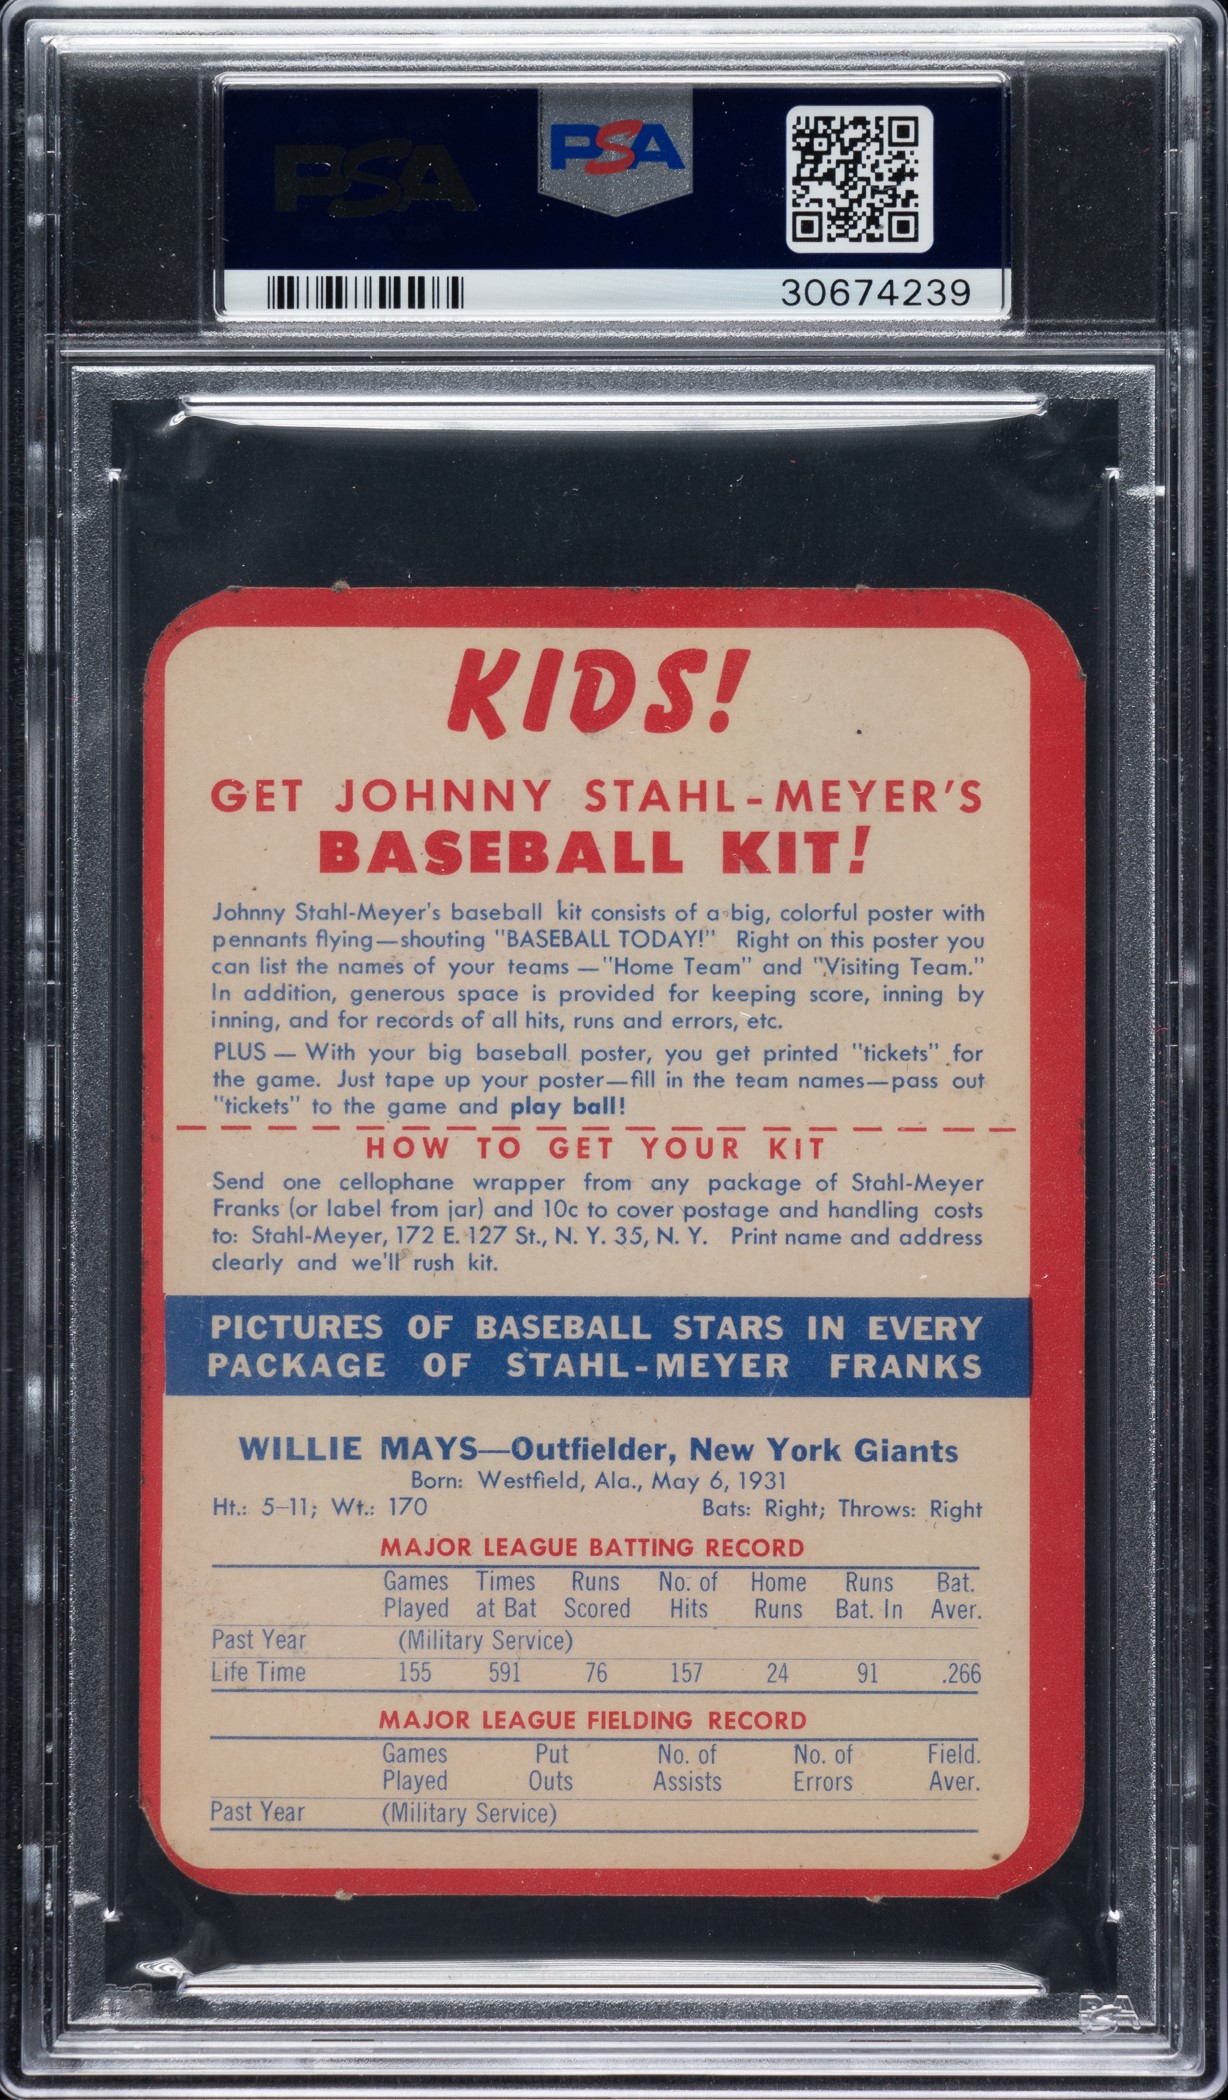 PSA
PSA
30674239
KIDS!
GET JOHNNY STAHL-MEYER'S
BASEBALL KIT!
Johnny Stahl-Meyer's baseball kit consists of a big, colorful poster with
pennants flying—shouting "BASEBALL TODAY!" Right on this poster you
can list the names of your teams —"Home Team" and "Visiting Team."
In addition, generous space is provided for keeping score, inning by
inning, and for records of all hits, runs and errors, etc.
PLUS — With your big baseball poster, you get printed "tickets" for
the game. Just tape up your poster—fill in the team names—pass out
"tickets" to the game and play ball!
HOW TO GET YOUR KIT
Send one cellophane wrapper from any package of Stahl-Meyer
Franks (or label from jar) and 10c to cover postage and handling costs
to: Stahl-Meyer, 172 E. 127 St., N. Y. 35, N. Y. Print name and address
clearly and we'll rush kit.
PICTURES OF BASEBALL STARS IN EVERY
PACKAGE OF STAHL-MEYER FRANKS
WILLIE MAYS—Outfielder, New York Giants
Born: Westfield, Ala., May 6, 1931
Ht.: 5-11; Wt.: 170 Bats: Right; Throws: Right
MAJOR LEAGUE BATTING RECORD
Games Times Runs No. of Home Runs Bat.
Played at Bat Scored Hits Runs Bat. In Aver.
Past Year (Military Service)
Life Time 155 591 76 157 24 91 .266
MAJOR LEAGUE FIELDING RECORD
Games Put No. of No. of Field.
Played Outs Assists Errors Aver.
Past Year (Military Service)
PSA